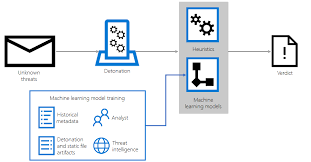 Heuristics
Unknown
threats
Detonation
Verdict
Machine
learning models
Machine learning model training
Historical
metadata
Analyst
Detonation
and static file
artifacts
Threat
intelligence